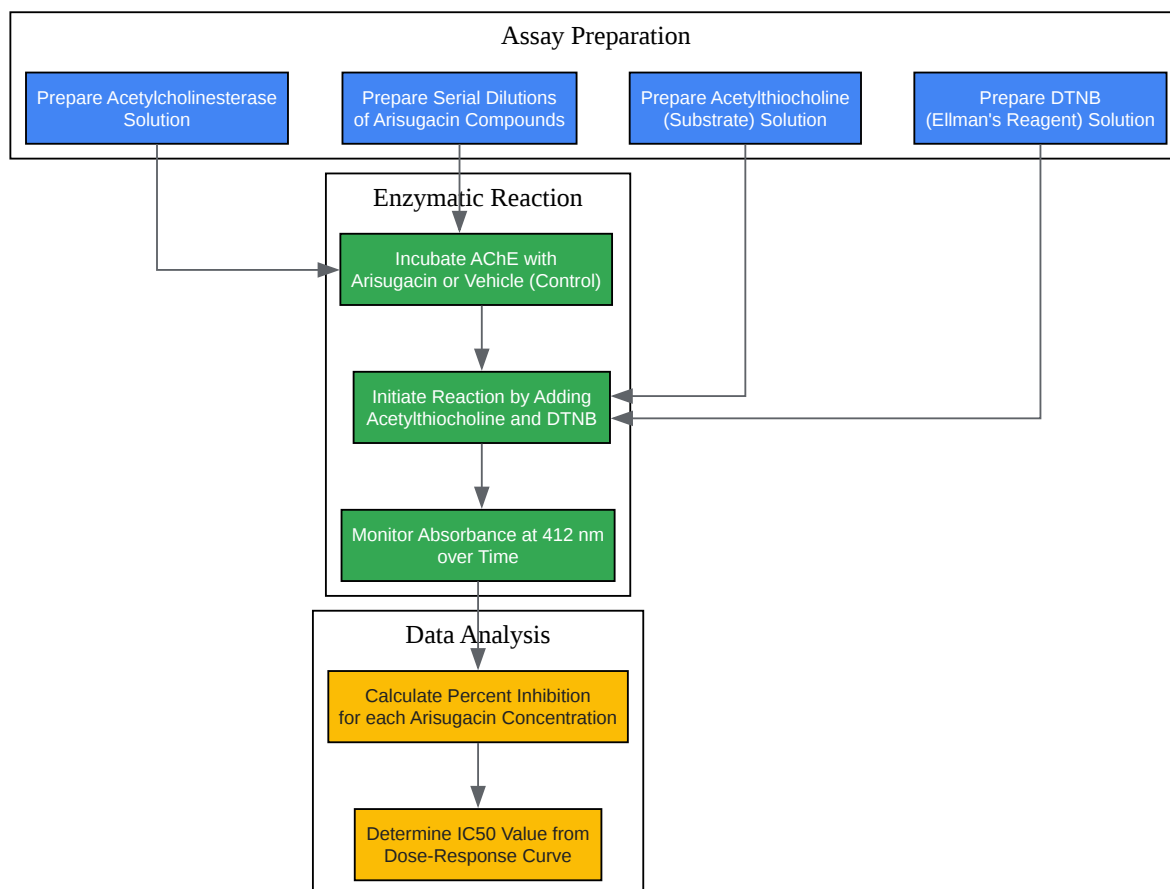 Assay Preparation
Prepare Acetylcholinesterase
Solution
Prepare Serial Dilutions
of Arisugacin Compounds
Prepare Acetylthiocholine
(Substrate) Solution
Prepare DTNB
(Ellman's Reagent) Solution
Enzymatic Reaction
Incubate AChE with
Arisugacin or Vehicle (Control)
Initiate Reaction by Adding
Acetylthiocholine and DTNB
Monitor Absorbance at 412 nm
over Time
Data Analysis
Calculate Percent Inhibition
for each Arisugacin Concentration
Determine IC50 Value from
Dose-Response Curve